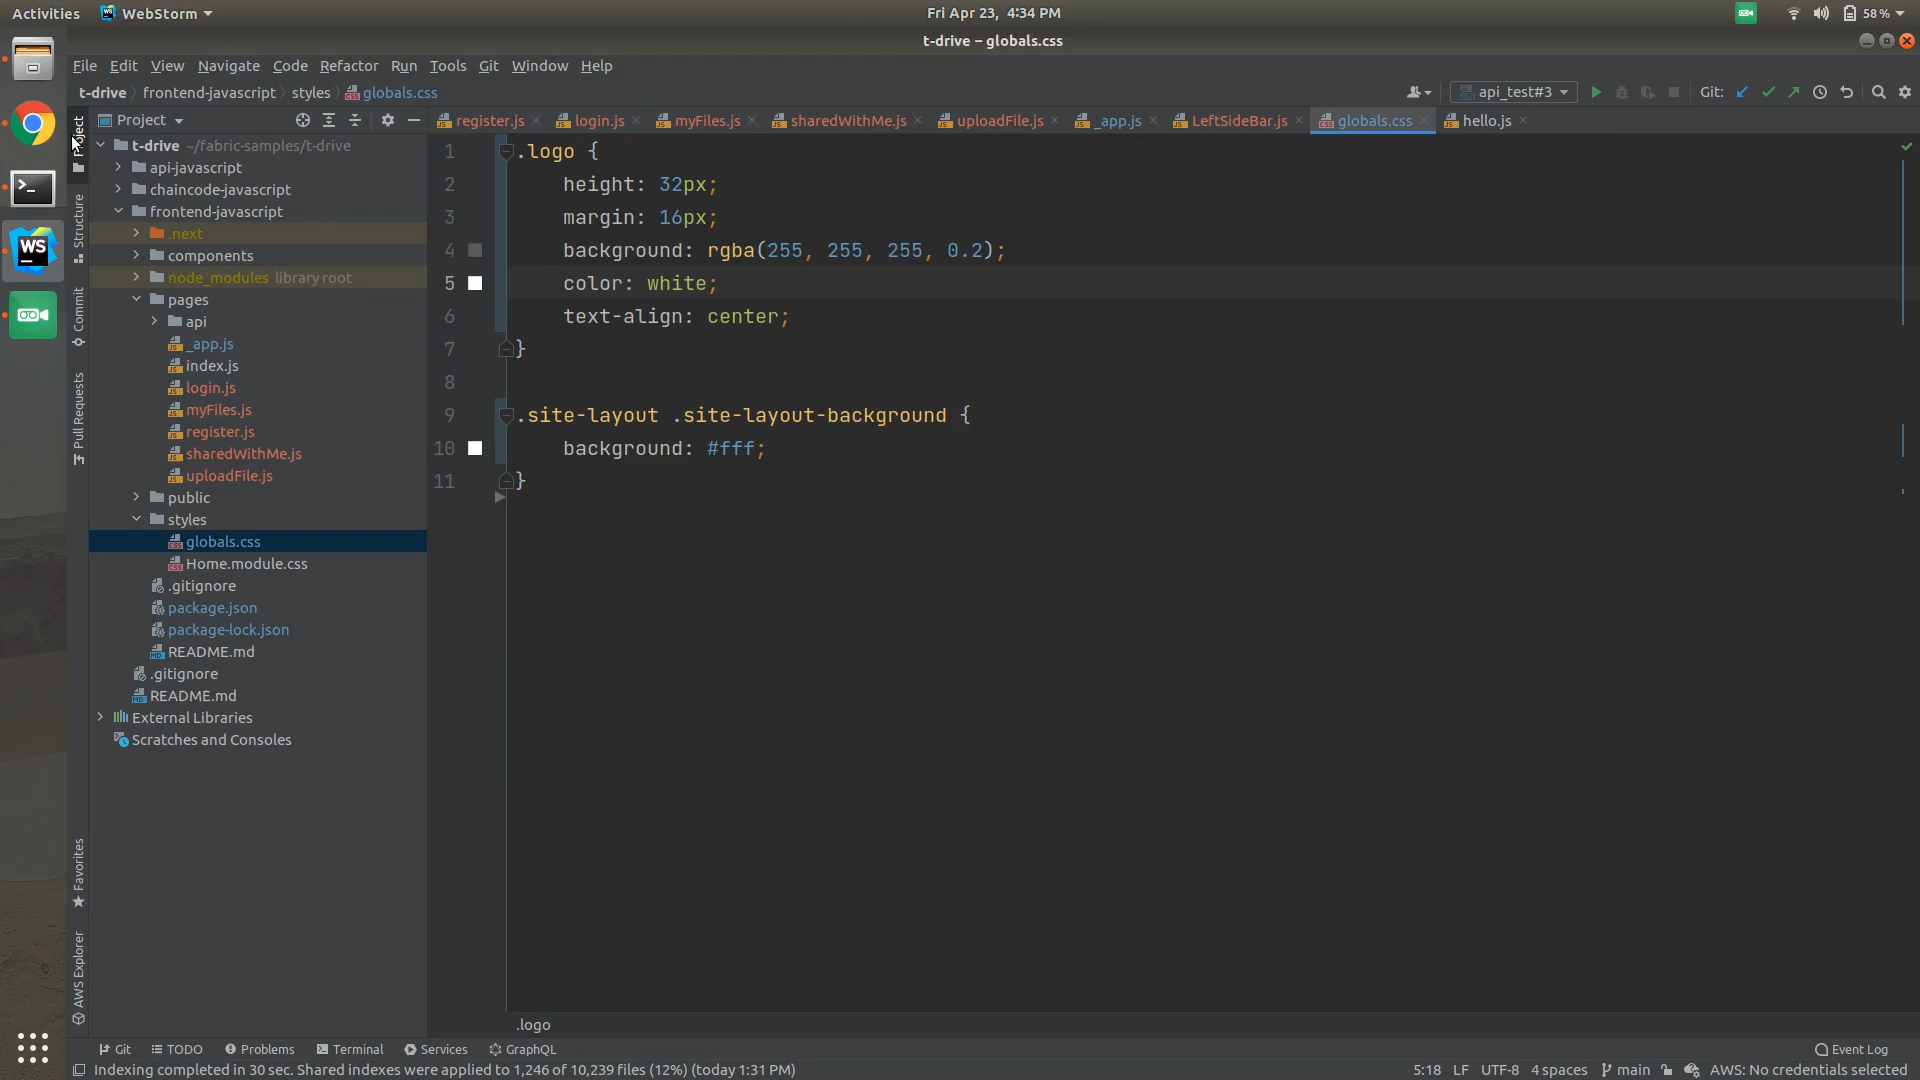 Activities WebStorm Fri Apr 23, 4:34 PM 58 %
t-drive – globals.css
File Edit View Navigate Code Refactor Run Tools Git Window Help
t-drive frontend-javascript styles globals.css api_test#3 Git:
Project register.js login.js myFiles.js sharedWithMe.js uploadFile.js _app.js LeftSideBar.js globals.css hello.js
Project
Structure
Commit
Pull Requests
Favorites
AWS Explorer
t-drive ~/fabric-samples/t-drive
api-javascript
chaincode-javascript
frontend-javascript
.next
components
node_modules library root
pages
api
_app.js
index.js
login.js
myFiles.js
register.js
sharedWithMe.js
uploadFile.js
public
styles
globals.css
Home.module.css
.gitignore
package.json
package-lock.json
README.md
.gitignore
README.md
External Libraries
Scratches and Consoles
1 .logo {
2 height: 32px;
3 margin: 16px;
4 background: rgba(255, 255, 255, 0.2);
5 color: white;
6 text-align: center;
7 }
8
9 .site-layout .site-layout-background {
10 background: #fff;
11 }
.logo
Git TODO Problems Terminal Services GraphQL Event Log
Indexing completed in 30 sec. Shared indexes were applied to 1,246 of 10,239 files (12%) (today 1:31 PM) 5:18 LF UTF-8 4 spaces main AWS: No credentials selected
WS